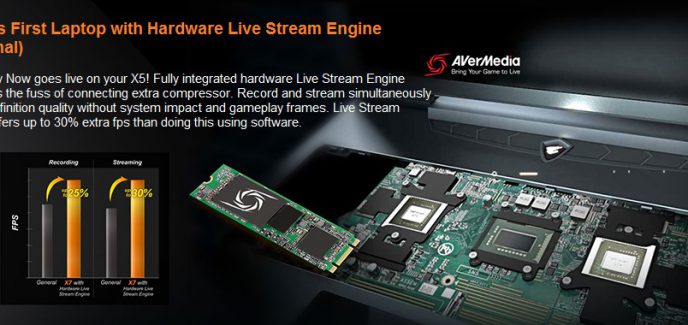 s First Laptop with Hardware Live Stream Engine
nal)
y Now goes live on your X5! Fully integrated hardware Live Stream Engine
s the fuss of connecting extra compressor. Record and stream simultaneously
efinition quality without system impact and gameplay frames. Live Stream
fers up to 30% extra fps than doing this using software.
AVerMedia
Bring Your Game to Live
Recording Streaming
25% 30%
FPS
General X7 with Hardware Live Stream Engine
General X7 with Hardware Live Stream Engine